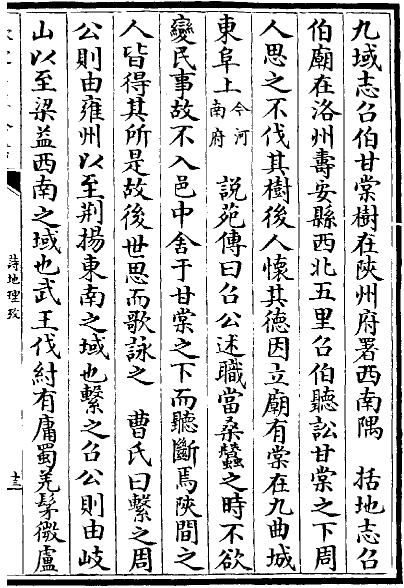 九域志召伯甘棠樹在陜州府署西南隅　括地志召
伯廟在洛州壽安縣西北五里召伯聽訟甘棠之下周
人思之不伐其樹後人懷其德因立廟有棠在九曲城
東阜上今河南府　說苑傳曰召公述職當桑蠶之時不欲
變民事故不入邑中舍于甘棠之下而聽斷焉陜間之
人皆得其所是故後世思而歌詠之　曹氏曰繫之周
公則由雍州以至荆揚東南之域也繫之召公則由岐
山以至梁益西南之域也武王伐紂有庸蜀羌髳微盧
詩地理攷
十三